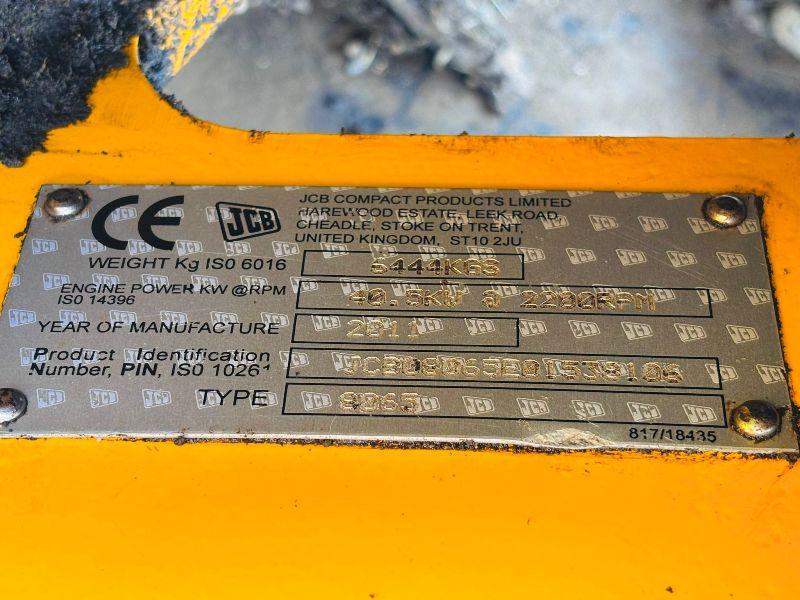 CE JCB
JCB COMPACT PRODUCTS LIMITED
HAREWOOD ESTATE, LEEK ROAD,
CHEADLE, STOKE ON TRENT,
UNITED KINGDOM, ST10 2JU
WEIGHT Kg ISO 6016 6444KGS
ENGINE POWER KW @RPM 40.5KW @ 2200RPM
ISO 14396
YEAR OF MANUFACTURE 2011
Product Identification
Number, PIN, ISO 10261
TYPE 8065
817/18435